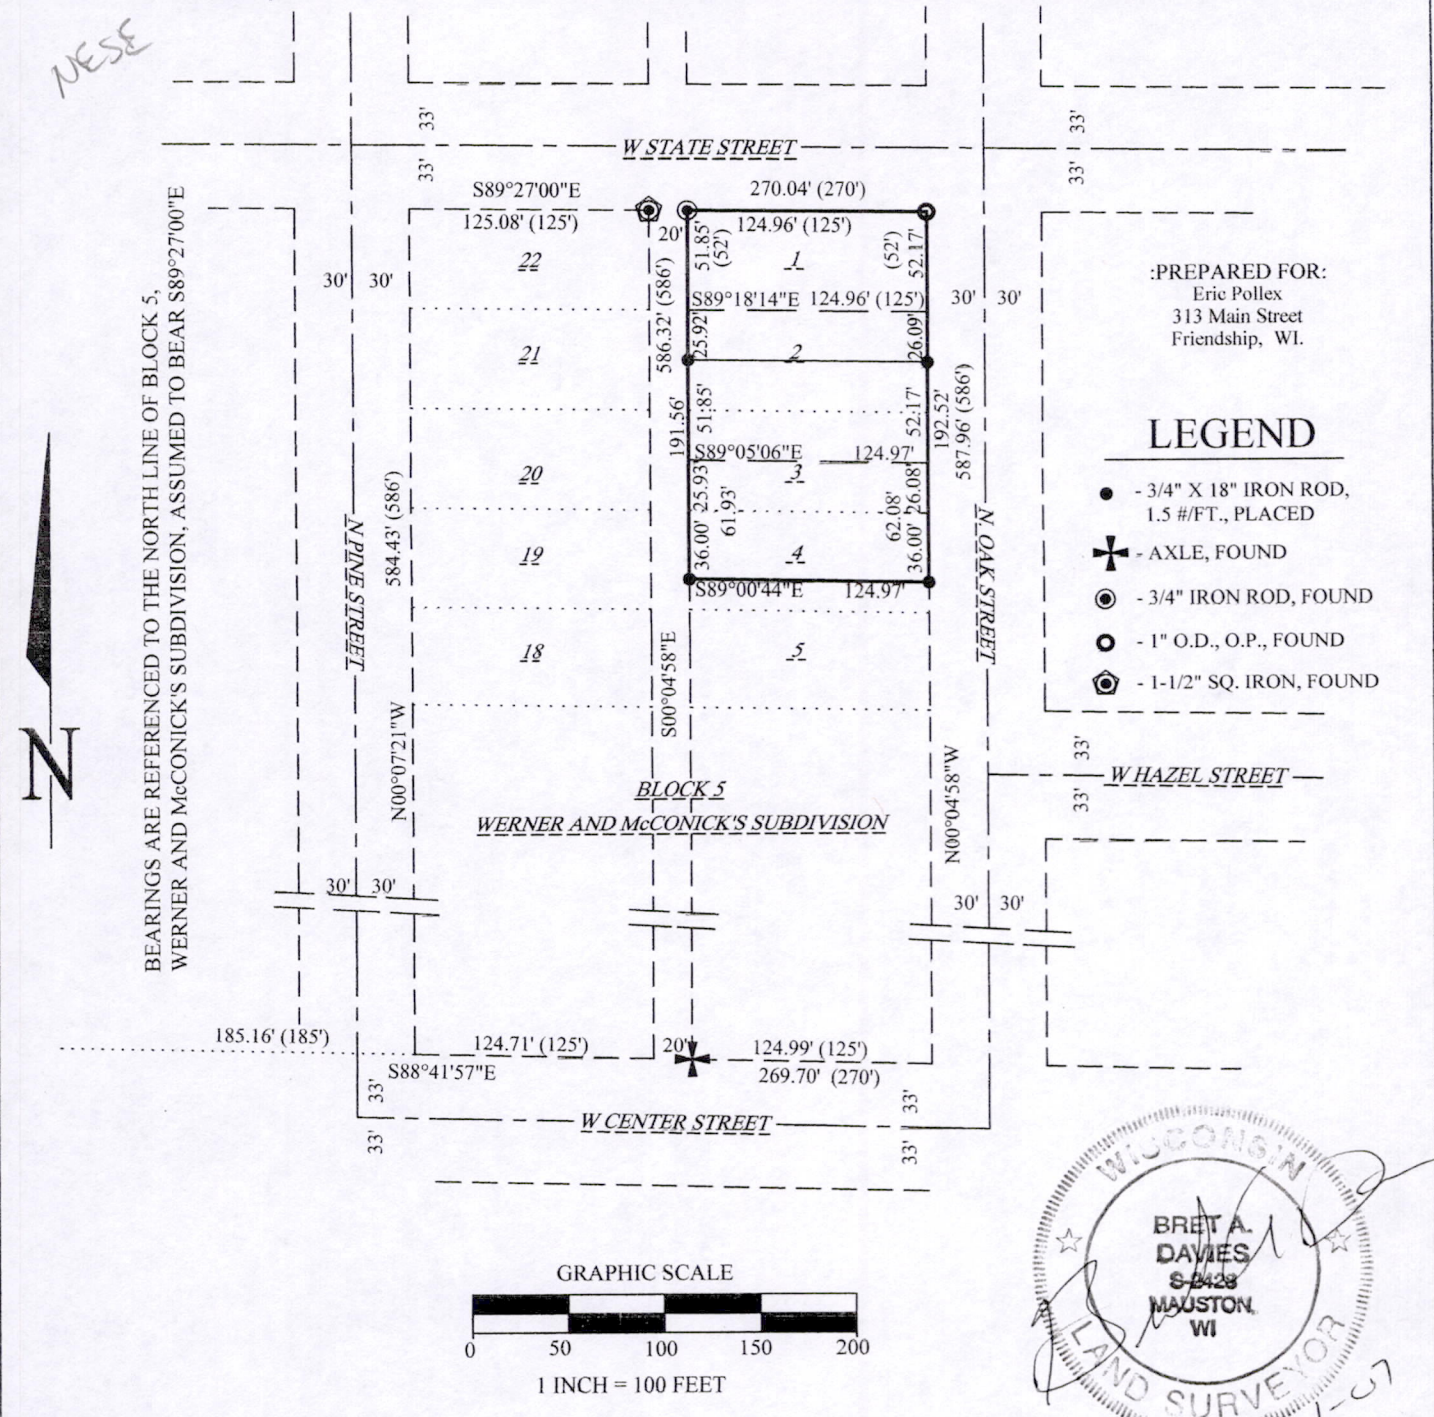 NESE
33'
33'
33'
33'
W STATE STREET
S89°27'00"E
125.08' (125')
270.04' (270')
124.96' (125')
20'
51.85'
(52')
(52')
52.17'
22
1
30' 30'
30' 30'
586.32' (586')
S89°18'14"E 124.96' (125')
25.92'
26.09'
21
2
191.56'
51.85'
52.17'
192.52'
587.96' (586')
S89°05'06"E 124.97'
20
3
25.93'
61.93'
26.08'
62.08'
584.43' (586')
N PINE STREET
19
4
36.00'
36.00'
N. OAK STREET
S89°00'44"E 124.97'
18
5
S00°04'58"E
N00°07'21"W
N00°04'58"W
BLOCK 5
WERNER AND McCONICK'S SUBDIVISION
33'
W HAZEL STREET
33'
30' 30'
30' 30'
185.16' (185')
124.71' (125')
20'
124.99' (125')
S88°41'57"E
269.70' (270')
33'
33'
W CENTER STREET
33'
33'
BEARINGS ARE REFERENCED TO THE NORTH LINE OF BLOCK 5,
WERNER AND McCONICK'S SUBDIVISION, ASSUMED TO BEAR S89°27'00"E
N
:PREPARED FOR:
Eric Pollex
313 Main Street
Friendship, WI.
LEGEND
- 3/4" X 18" IRON ROD,
1.5 #/FT., PLACED
- AXLE, FOUND
- 3/4" IRON ROD, FOUND
- 1" O.D., O.P., FOUND
- 1-1/2" SQ. IRON, FOUND
GRAPHIC SCALE
0 50 100 150 200
1 INCH = 100 FEET
WISCONSIN
BRET A.
DAVIES
S-2428
MAUSTON,
WI
LAND SURVEYOR